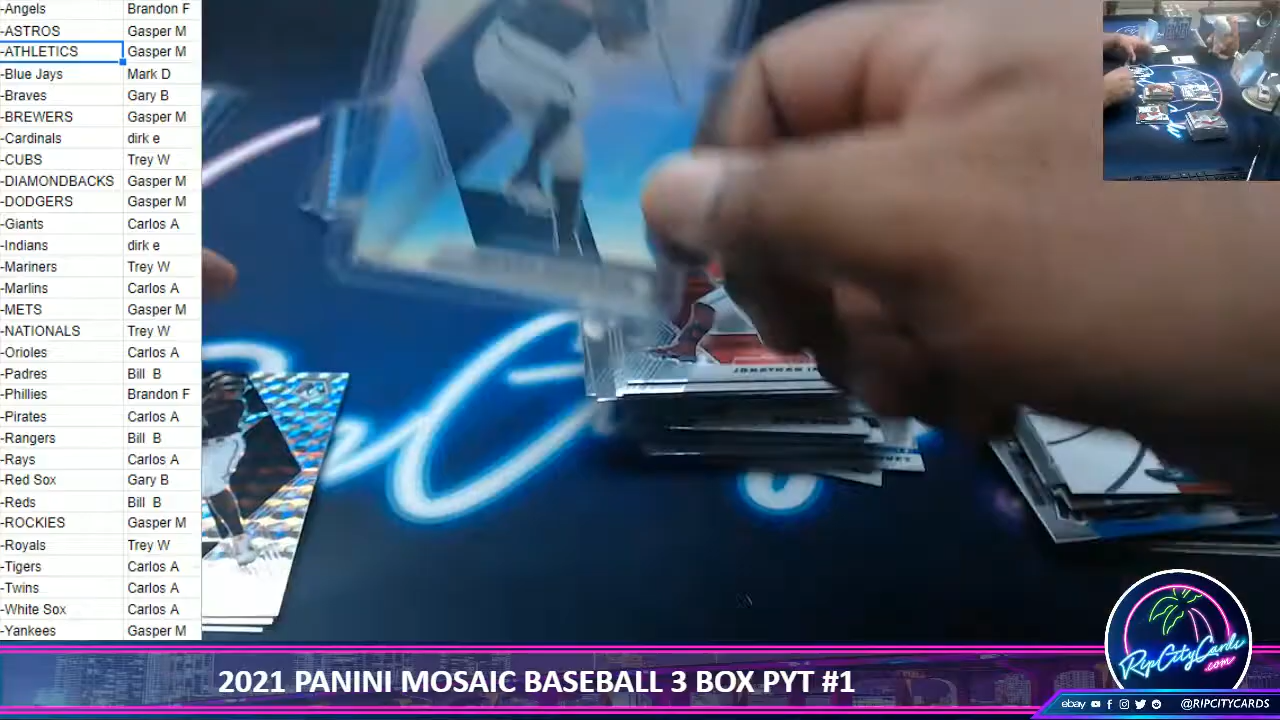 -Angels Brandon F
-ASTROS Gasper M
-ATHLETICS Gasper M
-Blue Jays Mark D
-Braves Gary B
-BREWERS Gasper M
-Cardinals dirk e
-CUBS Trey W
-DIAMONDBACKS Gasper M
-DODGERS Gasper M
-Giants Carlos A
-Indians dirk e
-Mariners Trey W
-Marlins Carlos A
-METS Gasper M
-NATIONALS Trey W
-Orioles Carlos A
-Padres Bill B
-Phillies Brandon F
-Pirates Carlos A
-Rangers Bill B
-Rays Carlos A
-Red Sox Gary B
-Reds Bill B
-ROCKIES Gasper M
-Royals Trey W
-Tigers Carlos A
-Twins Carlos A
-White Sox Carlos A
-Yankees Gasper M
JONATHAN
2021 PANINI MOSAIC BASEBALL 3 BOX PYT #1
RipCityCards
.com
ebay @RIPCITYCARDS